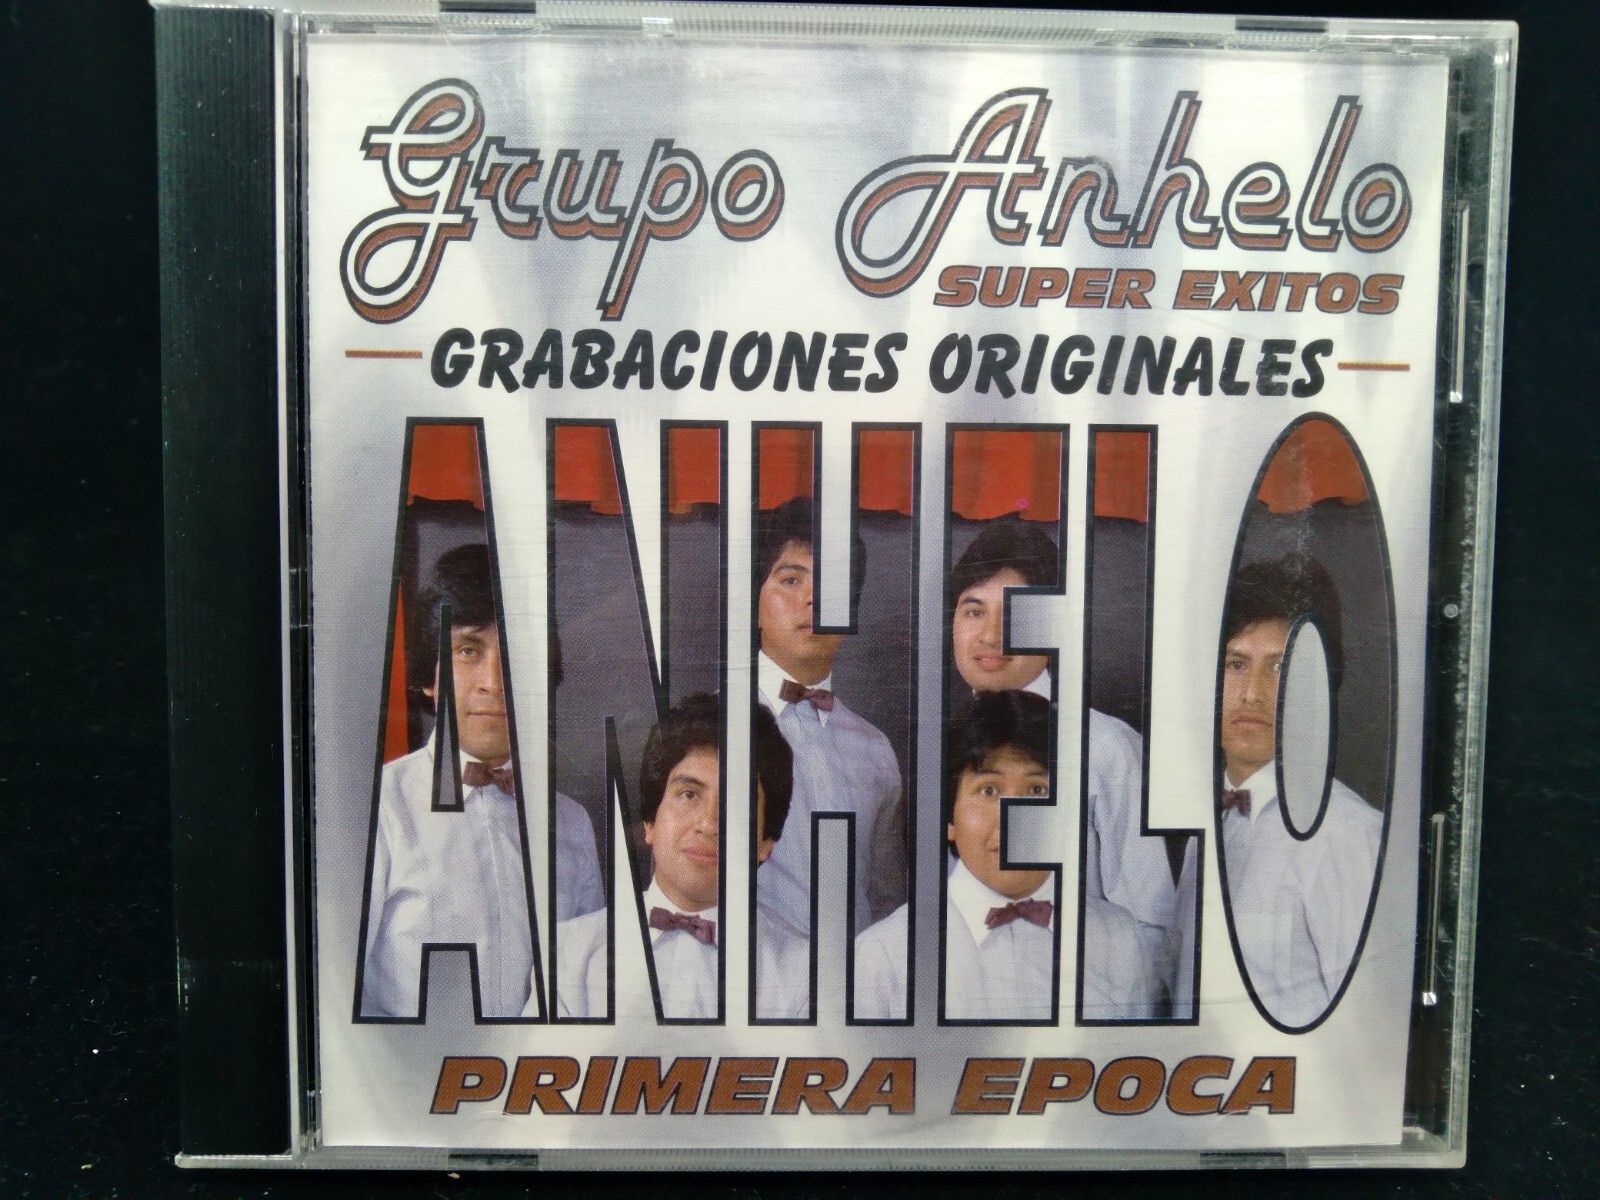 Grupo Anhelo
SUPER EXITOS
GRABACIONES ORIGINALES
ANHELO
PRIMERA EPOCA